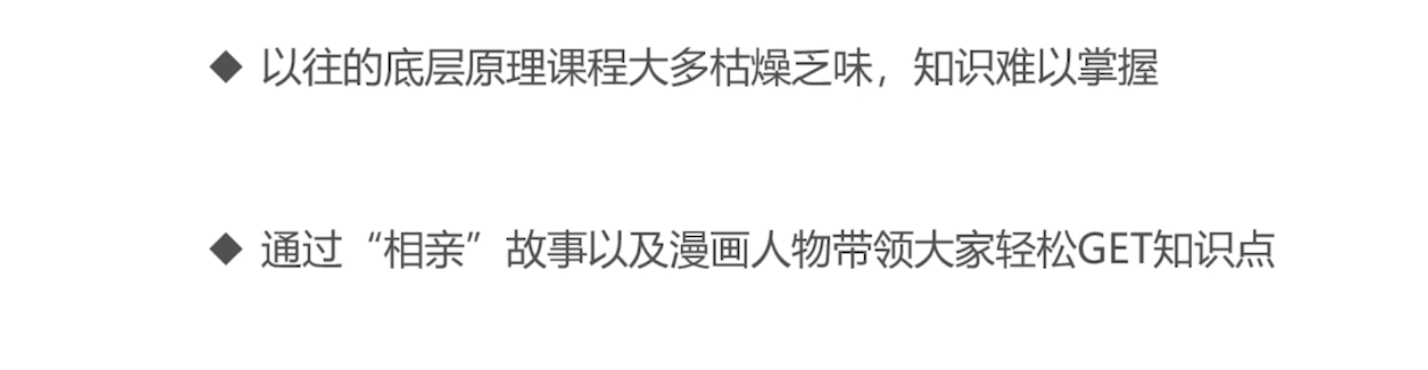 ◆ 以往的底层原理课程大多枯燥乏味，知识难以掌握
◆ 通过“相亲”故事以及漫画人物带领大家轻松GET知识点